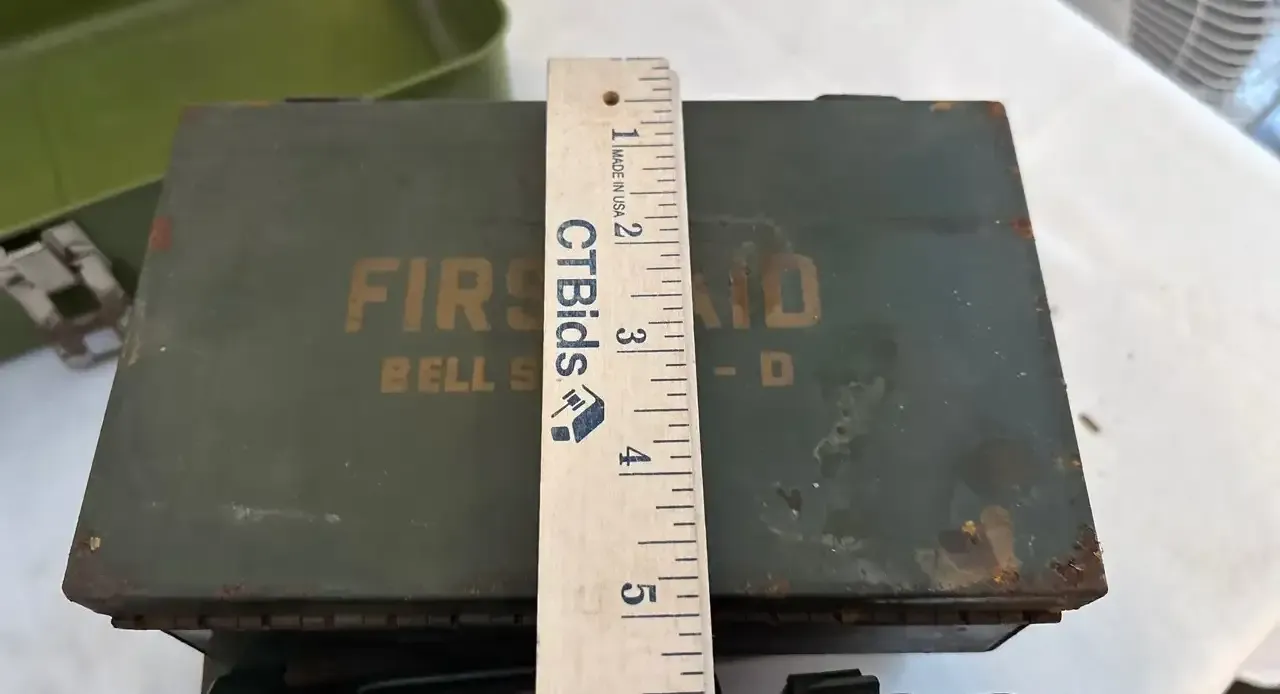 FIRS AID
BELL S - D
1
MADE IN USA
2
CTBids
3
4
5